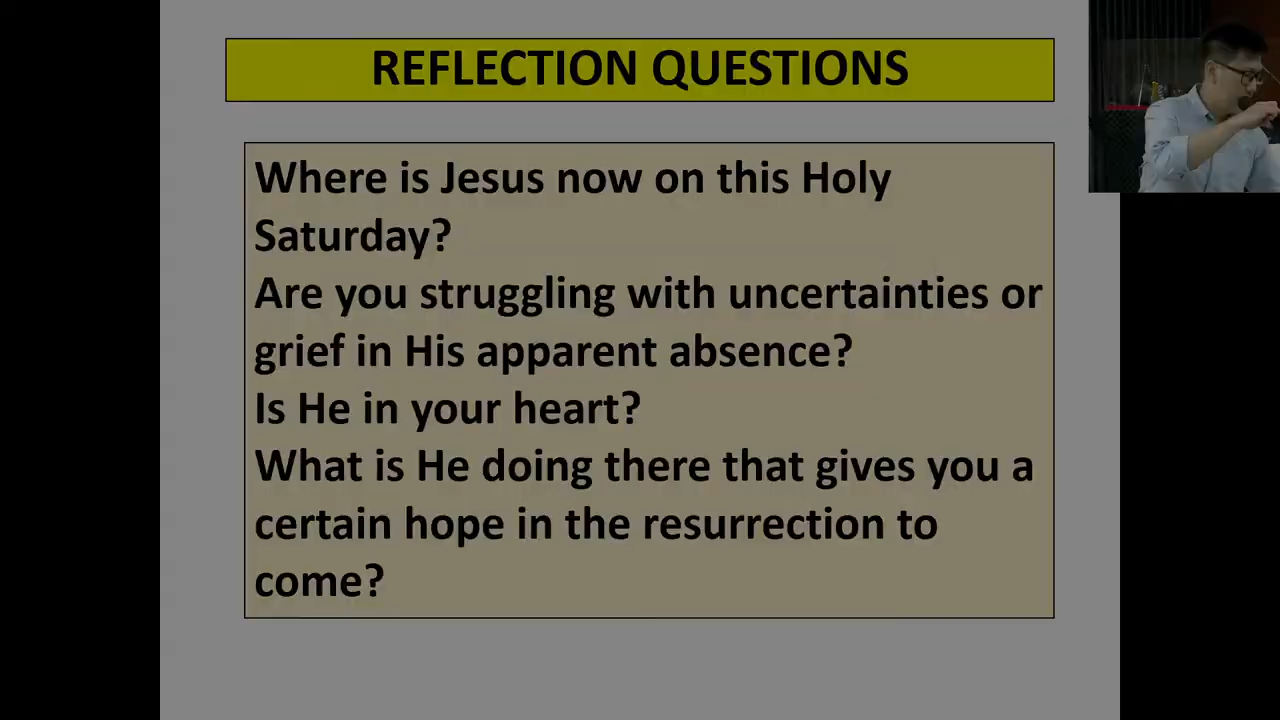 REFLECTION QUESTIONS
Where is Jesus now on this Holy
Saturday?
Are you struggling with uncertainties or
grief in His apparent absence?
Is He in your heart?
What is He doing there that gives you a
certain hope in the resurrection to
come?